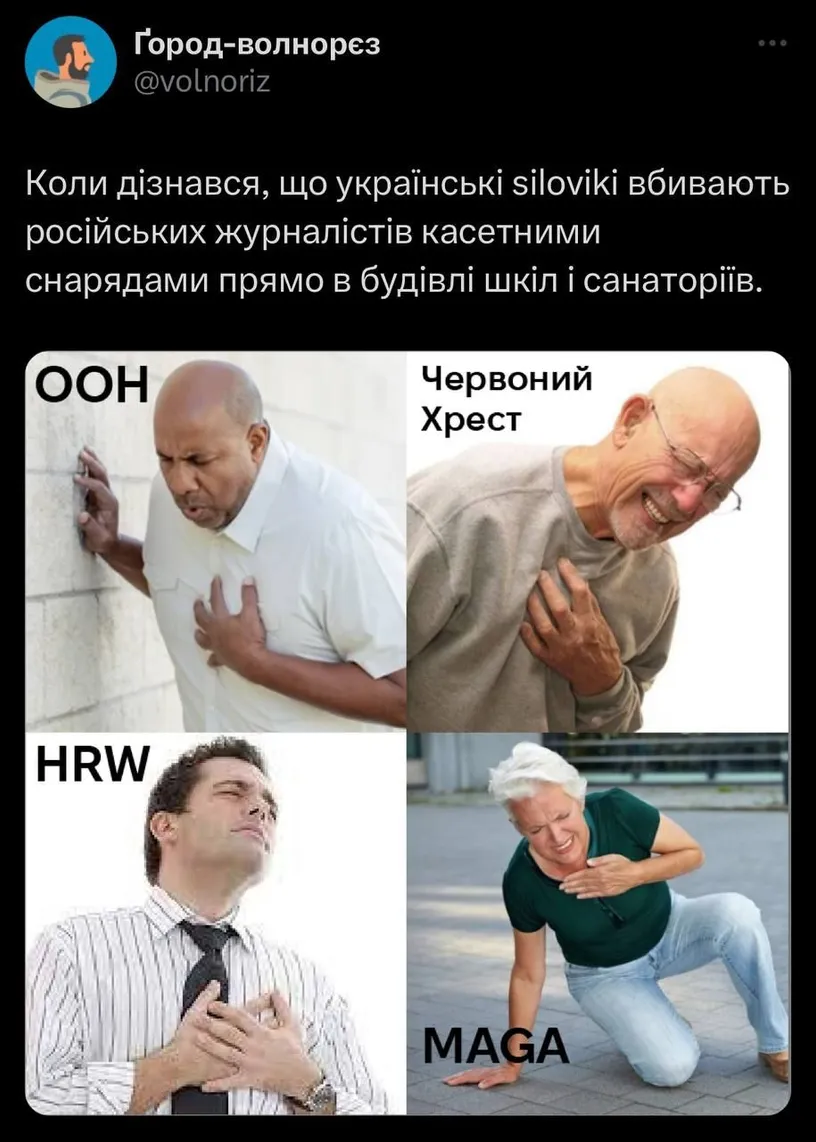 Ґород-волнорєз
@volnoriz
Коли дізнався, що українські siloviki вбивають
російських журналістів касетними
снарядами прямо в будівлі шкіл і санаторіїв.
ООН
Червоний
Хрест
HRW
MAGA